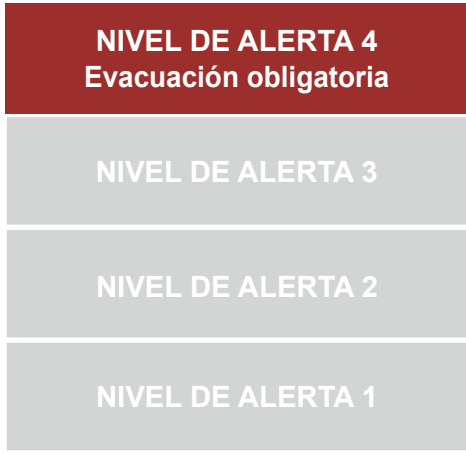 NIVEL DE ALERTA 4
Evacuación obligatoria
NIVEL DE ALERTA 3
NIVEL DE ALERTA 2
NIVEL DE ALERTA 1